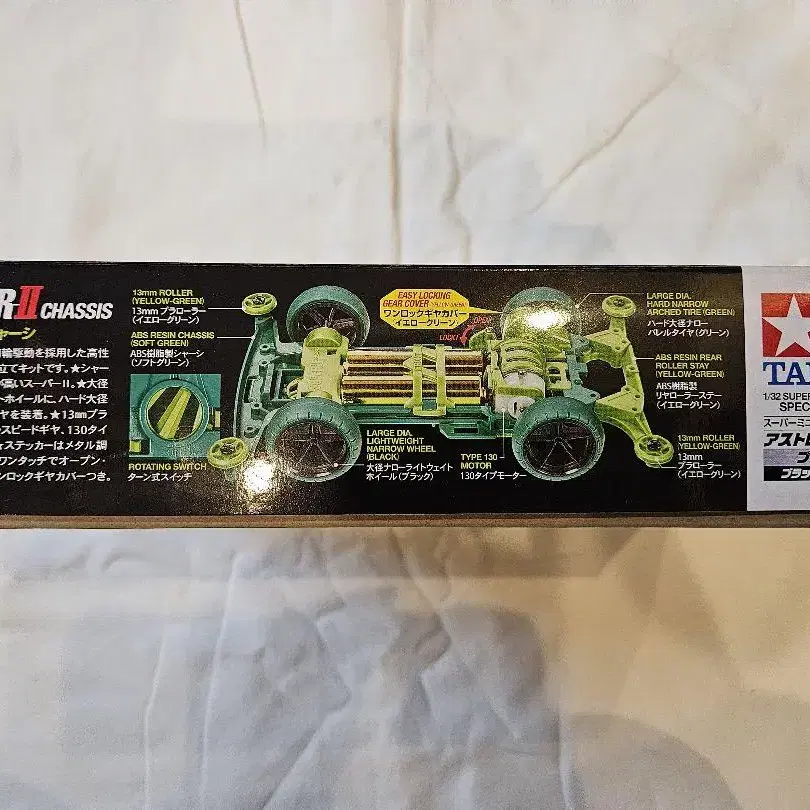 R-II CHASSIS
ャーシ
輪駆動を採用した高性
立てキットです。★シャー
が高いスーパーII。★大径
トホイールに、ハード大径
ヤを装着。★13mmプラ
スピードギヤ、130タイ
★ステッカーはメタル調
ワンタッチでオープン・
ンロックギヤカバーつき。
13mm ROLLER
(YELLOW-GREEN)
13mm プラローラー
(イエローグリーン)
ABS RESIN CHASSIS
(SOFT GREEN)
ABS樹脂製シャーシ
(ソフトグリーン)
ROTATING SWITCH
ターン式スイッチ
EASY LOCKING
GEAR COVER (YELLOW-GREEN)
ワンロックギヤカバー
イエローグリーン)
OPEN!
LOCK!
LARGE DIA.
LIGHTWEIGHT
NARROW WHEEL
(BLACK)
大径ナローライトウェイト
ホイール(ブラック)
TYPE 130
MOTOR
130タイプモーター
LARGE DIA.
HARD NARROW
ARCHED TIRE (GREEN)
ハード大径ナロー
バレルタイヤ(グリーン)
ABS RESIN REAR
ROLLER STAY
(YELLOW-GREEN)
ABS樹脂製
リヤローラーステー
(イエローグリーン)
13mm ROLLER
(YELLOW-GREEN)
13mm
プラローラー
(イエローグリーン)
TA
1/32 SUPER
SPEC
スーパーミニ
アストし
ブ
ブラッ